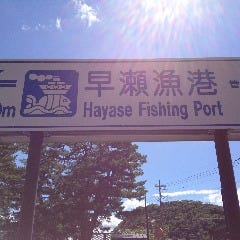 早瀬漁港
Hayase Fishing Port